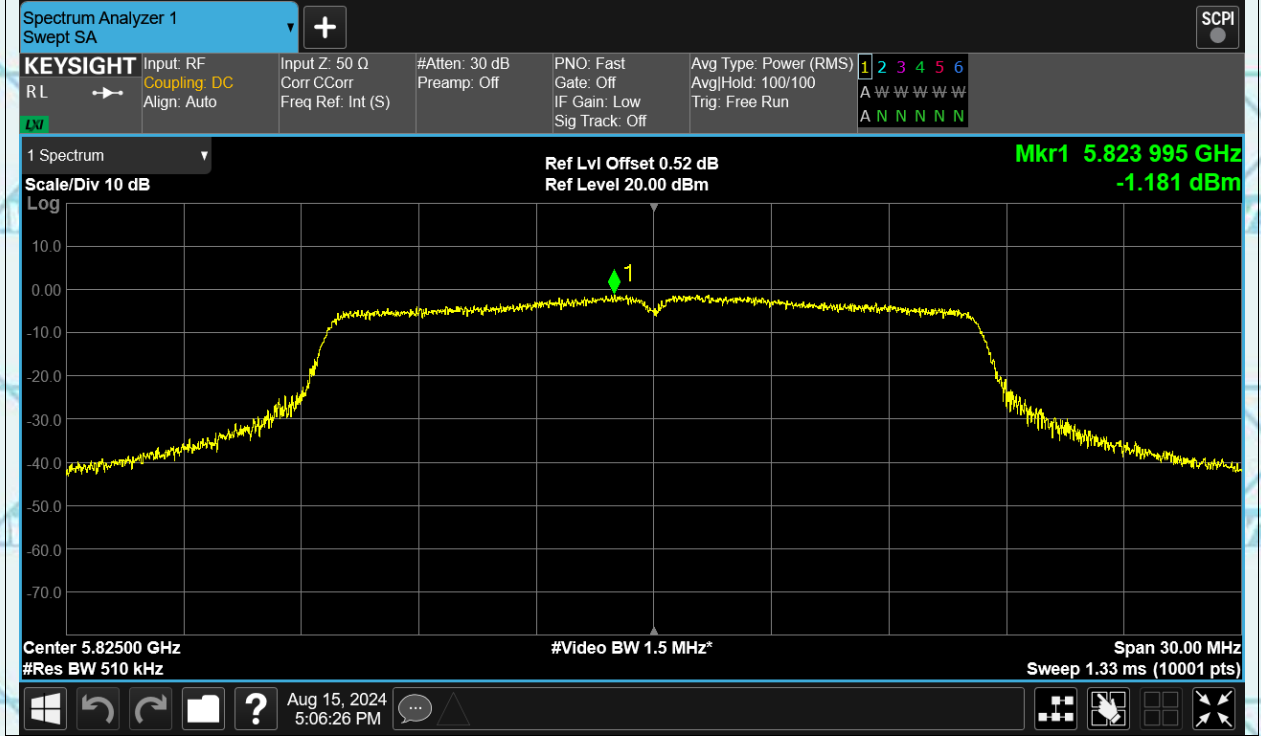 Spectrum Analyzer 1
Swept SA
SCPI
KEYSIGHT
R L
LXI
Input: RF
Coupling: DC
Align: Auto
Input Z: 50 Ω
Corr CCorr
Freq Ref: Int (S)
#Atten: 30 dB
Preamp: Off
PNO: Fast
Gate: Off
IF Gain: Low
Sig Track: Off
Avg Type: Power (RMS)
Avg|Hold: 100/100
Trig: Free Run
1 2 3 4 5 6
A W W W W W
A N N N N N
1 Spectrum
Scale/Div 10 dB
Ref Lvl Offset 0.52 dB
Ref Level 20.00 dBm
Mkr1 5.823 995 GHz
-1.181 dBm
Log
10.0
0.00
-10.0
-20.0
-30.0
-40.0
-50.0
-60.0
-70.0
1
Center 5.82500 GHz
#Res BW 510 kHz
#Video BW 1.5 MHz*
Span 30.00 MHz
Sweep 1.33 ms (10001 pts)
?
Aug 15, 2024
5:06:26 PM